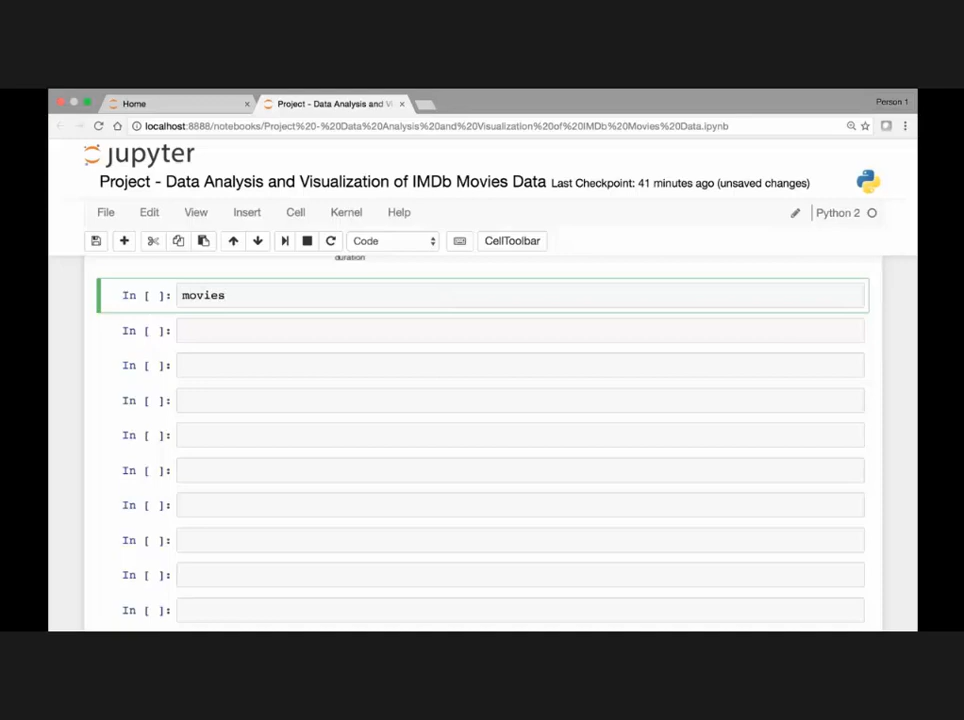 Home
Project - Data Analysis and Vi
Person 1
localhost:8888/notebooks/Project%20-%20Data%20Analysis%20and%20Visualization%20of%20IMDb%20Movies%20Data.ipynb
jupyter
Project - Data Analysis and Visualization of IMDb Movies Data Last Checkpoint: 41 minutes ago (unsaved changes)
File Edit View Insert Cell Kernel Help
Python 2
Code
CellToolbar
duration
In [ ]: movies
In [ ]:
In [ ]:
In [ ]:
In [ ]:
In [ ]:
In [ ]:
In [ ]:
In [ ]:
In [ ]: